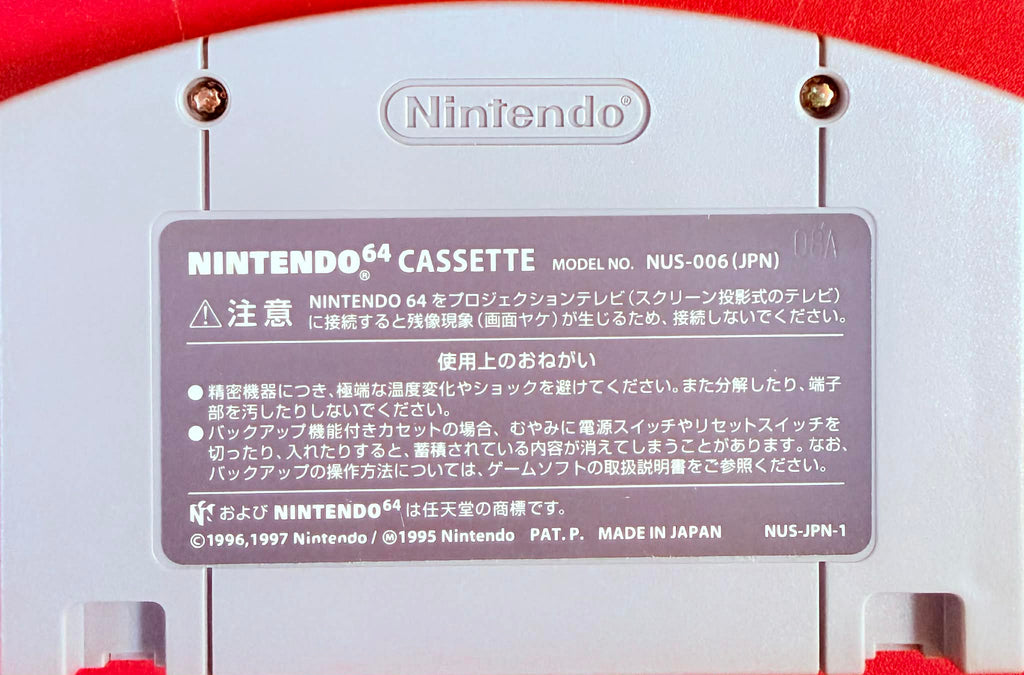 Nintendo®
08A
NINTENDO⁶⁴® CASSETTE MODEL NO. NUS-006(JPN)
⚠注意 NINTENDO 64 をプロジェクションテレビ(スクリーン投影式のテレビ)
に接続すると残像現象(画面ヤケ)が生じるため、接続しないでください。
使用上のおねがい
●精密機器につき、極端な温度変化やショックを避けてください。また分解したり、端子
部を汚したりしないでください。
●バックアップ機能付きカセットの場合、むやみに電源スイッチやリセットスイッチを
切ったり、入れたりすると、蓄積されている内容が消えてしまうことがあります。なお、
バックアップの操作方法については、ゲームソフトの取扱説明書をご参照ください。
および NINTENDO⁶⁴ は任天堂の商標です。
©1996,1997 Nintendo / Ⓜ1995 Nintendo PAT. P. MADE IN JAPAN NUS-JPN-1